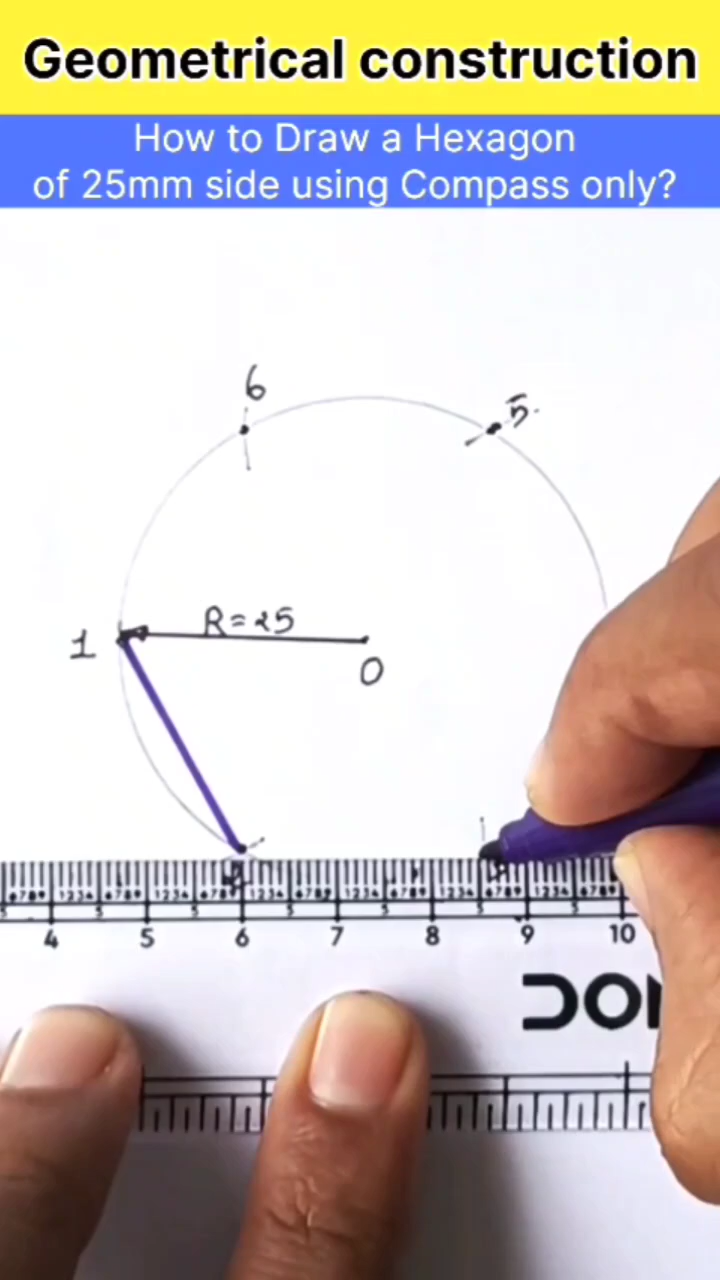 Geometrical construction
How to Draw a Hexagon
of 25mm side using Compass only?
6
5.
R=25
1
O
4 5 6 7 8 9 10